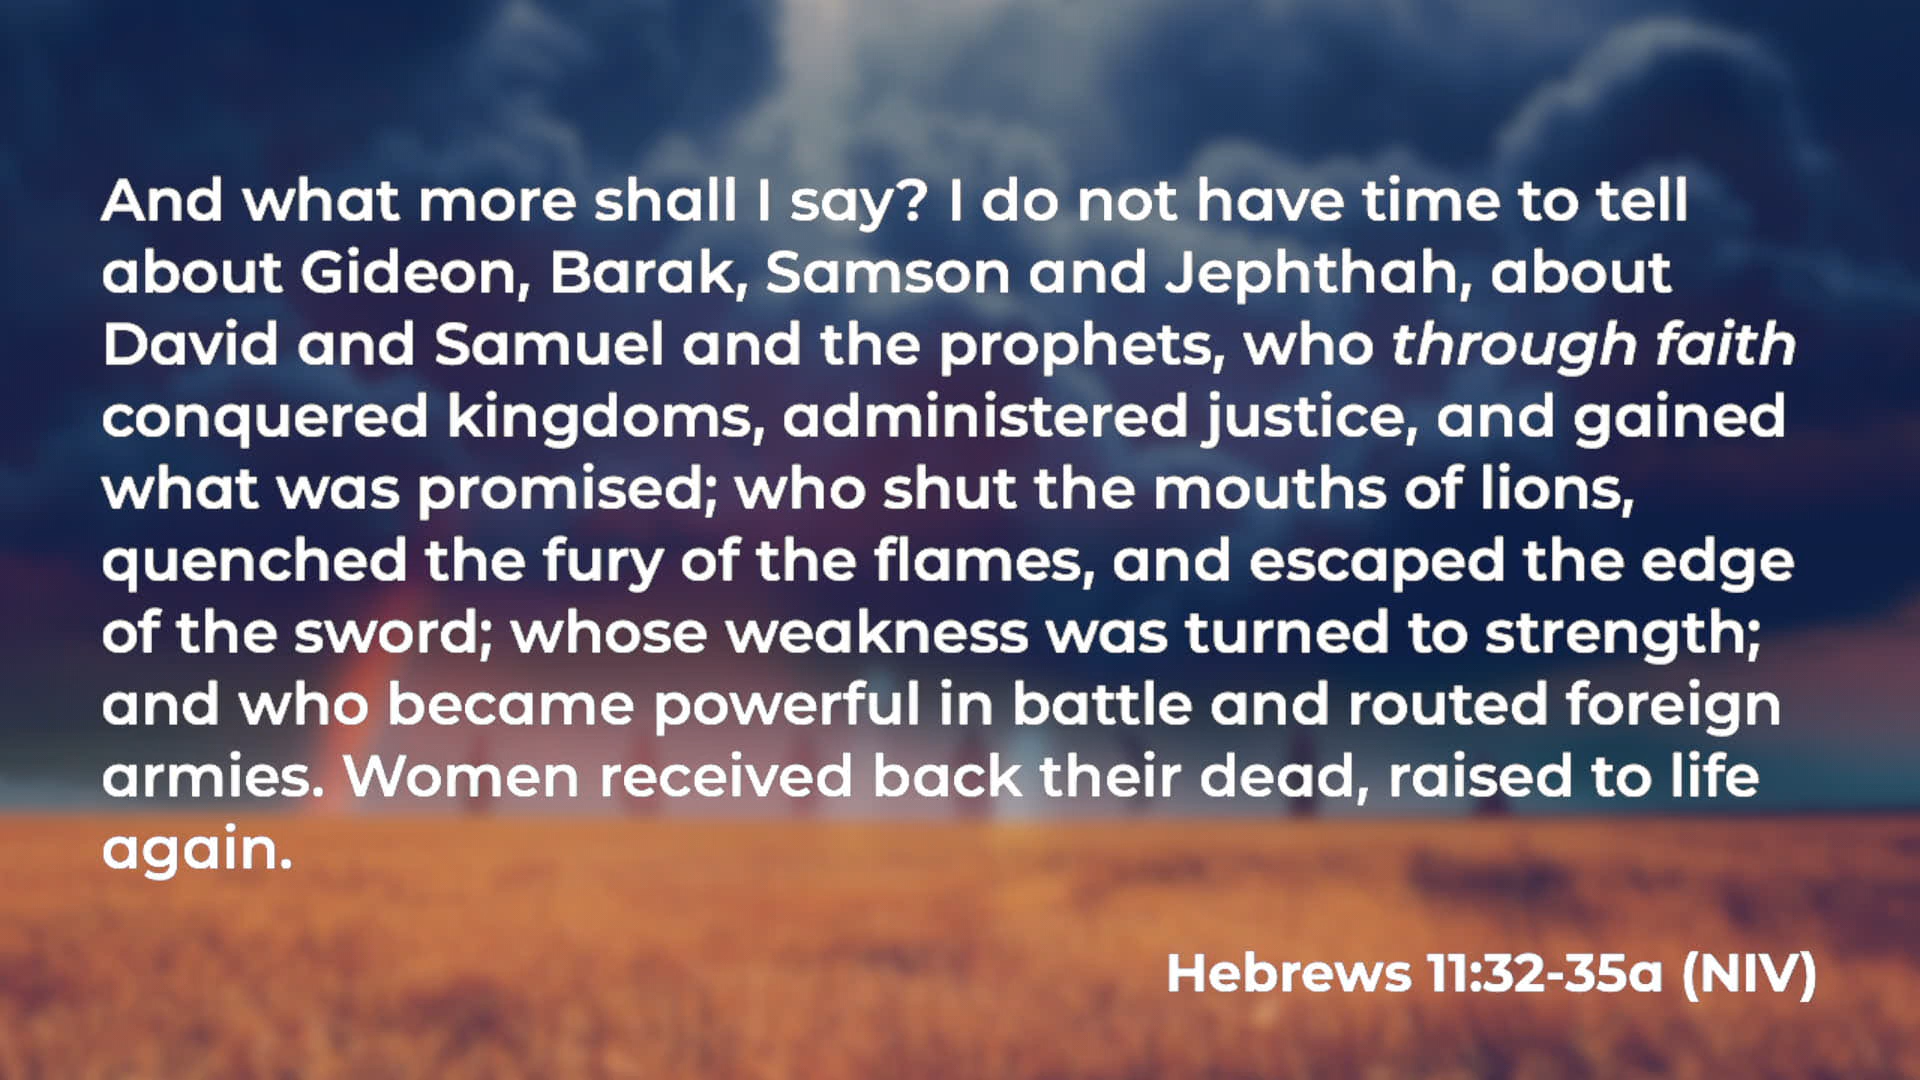 And what more shall I say? I do not have time to tell
about Gideon, Barak, Samson and Jephthah, about
David and Samuel and the prophets, who through faith
conquered kingdoms, administered justice, and gained
what was promised; who shut the mouths of lions,
quenched the fury of the flames, and escaped the edge
of the sword; whose weakness was turned to strength;
and who became powerful in battle and routed foreign
armies. Women received back their dead, raised to life
again.
Hebrews 11:32-35a (NIV)